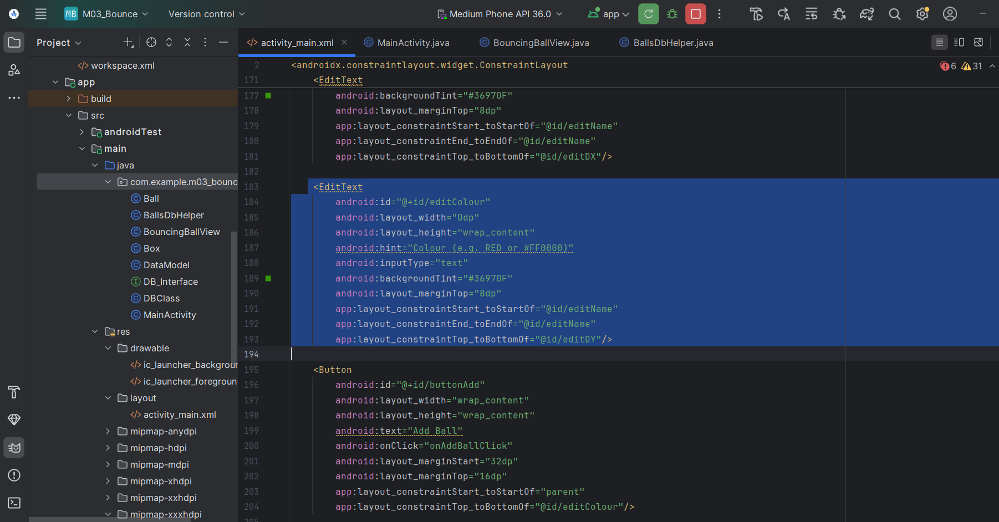 MB M03_Bounce Version control Medium Phone API 36.0 app
Project
activity_main.xml MainActivity.java BouncingBallView.java BallsDbHelper.java
workspace.xml
app
build
src
androidTest
main
java
com.example.m03_bounc
Ball
BallsDbHelper
BouncingBallView
Box
DataModel
DB_Interface
DBClass
MainActivity
res
drawable
ic_launcher_backgroun
ic_launcher_foregroun
layout
activity_main.xml
mipmap-anydpi
mipmap-hdpi
mipmap-mdpi
mipmap-xhdpi
mipmap-xxhdpi
mipmap-xxxhdpi
6 31
2 <androidx.constraintlayout.widget.ConstraintLayout
171 <EditText
177 android:backgroundTint="#36970F"
178 android:layout_marginTop="8dp"
179 app:layout_constraintStart_toStartOf="@id/editName"
180 app:layout_constraintEnd_toEndOf="@id/editName"
181 app:layout_constraintTop_toBottomOf="@id/editDX"/>
182
183 <EditText
184 android:id="@+id/editColour"
185 android:layout_width="0dp"
186 android:layout_height="wrap_content"
187 android:hint="Colour (e.g. RED or #FF0000)"
188 android:inputType="text"
189 android:backgroundTint="#36970F"
190 android:layout_marginTop="8dp"
191 app:layout_constraintStart_toStartOf="@id/editName"
192 app:layout_constraintEnd_toEndOf="@id/editName"
193 app:layout_constraintTop_toBottomOf="@id/editDY"/>
194
195 <Button
196 android:id="@+id/buttonAdd"
197 android:layout_width="wrap_content"
198 android:layout_height="wrap_content"
199 android:text="Add Ball"
200 android:onClick="onAddBallClick"
201 android:layout_marginStart="32dp"
202 android:layout_marginTop="16dp"
203 app:layout_constraintStart_toStartOf="parent"
204 app:layout_constraintTop_toBottomOf="@id/editColour"/>
205